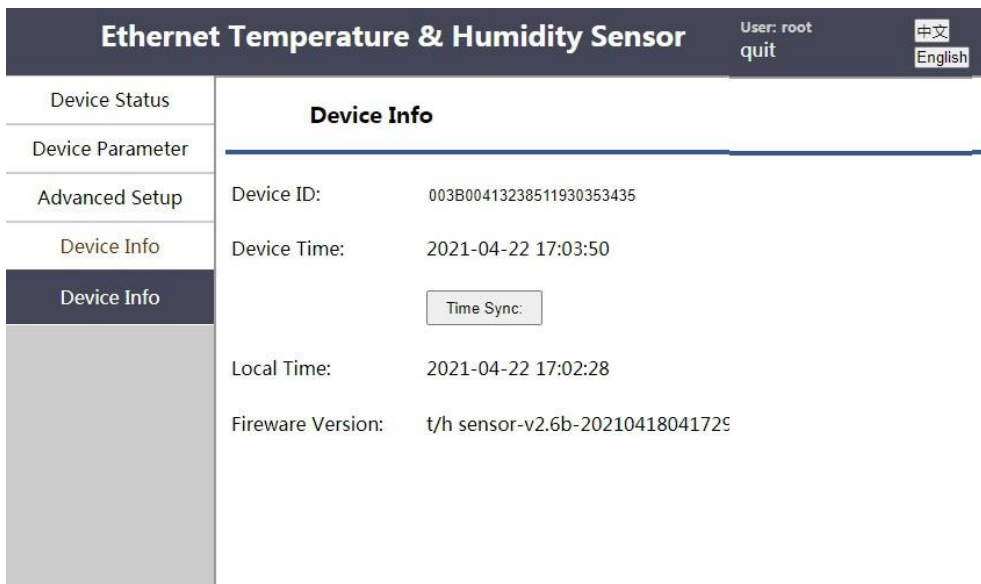 Ethernet Temperature & Humidity Sensor
User: root
quit
中文
English
Device Status
Device Parameter
Advanced Setup
Device Info
Device Info
Device Info
Device ID: 003B00413238511930353435
Device Time: 2021-04-22 17:03:50
Time Sync:
Local Time: 2021-04-22 17:02:28
Fireware Version: t/h sensor-v2.6b-20210418041729